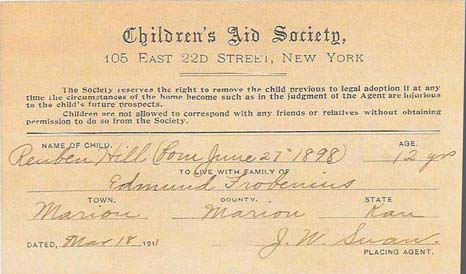 Children's Aid Society,
105 EAST 22D STREET, NEW YORK
The Society reserves the right to remove the child previous to legal adoption if at any
time the circumstances of the home become such as in the judgment of the Agent are injurious
to the child's future prospects.
Children are not allowed to correspond with any friends or relatives without obtaining
permission to do so from the Society.
NAME OF CHILD. AGE.
Reuben Hill (born June 27 1898) 12 yrs
TO LIVE WITH FAMILY OF
Edmund Frobenius
TOWN. COUNTY. STATE
Marion Marion Kan
DATED, Mar 18 1911
J. W. Swan.
PLACING AGENT.